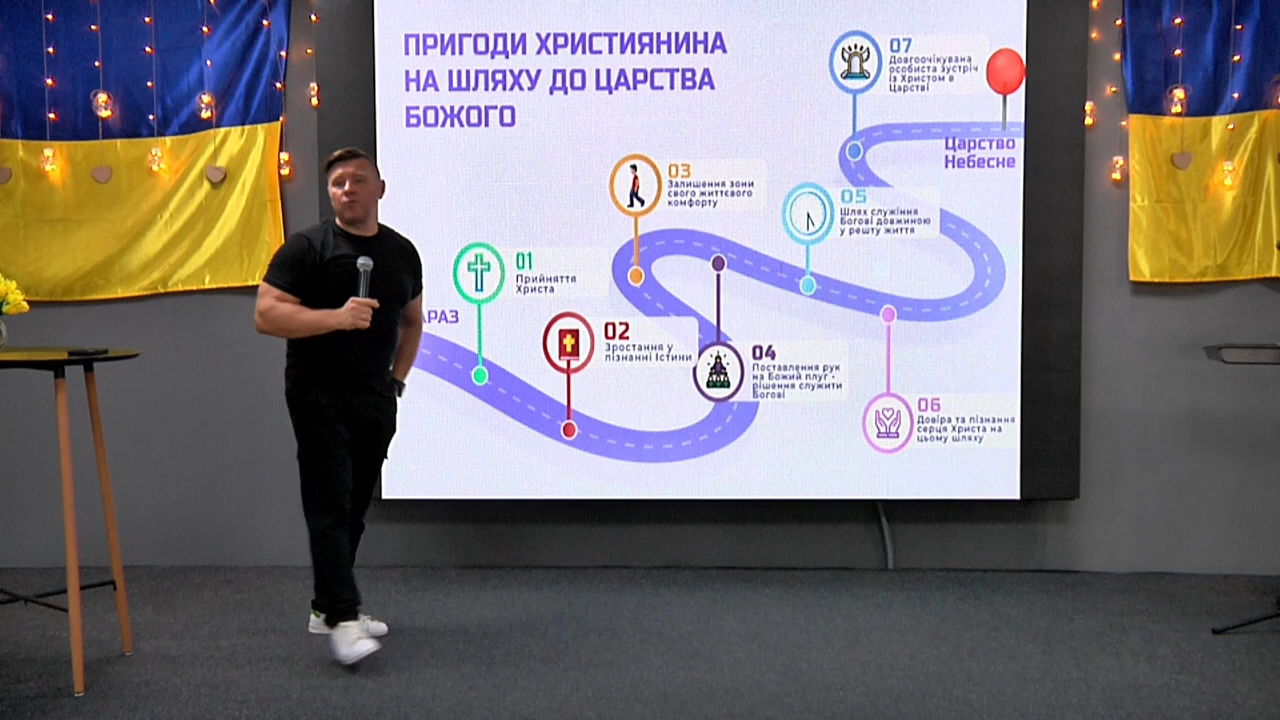 ПРИГОДИ ХРИСТИЯНИНА
НА ШЛЯХУ ДО ЦАРСТВА
БОЖОГО
АРАЗ
01
Прийняття
Христа
02
Зростання у
пізнанні Істини
03
Залишення зони
свого життєвого
комфорту
04
Поставлення рук
на Божий плуг -
рішення служити
Богові
05
Шлях служіння
Богові довжиною
у решту життя
06
Довіра та пізнання
серця Христа на
цьому шляху
07
Довгоочікувана
особиста зустріч
із Христом в
Царстві
Царство
Небесне